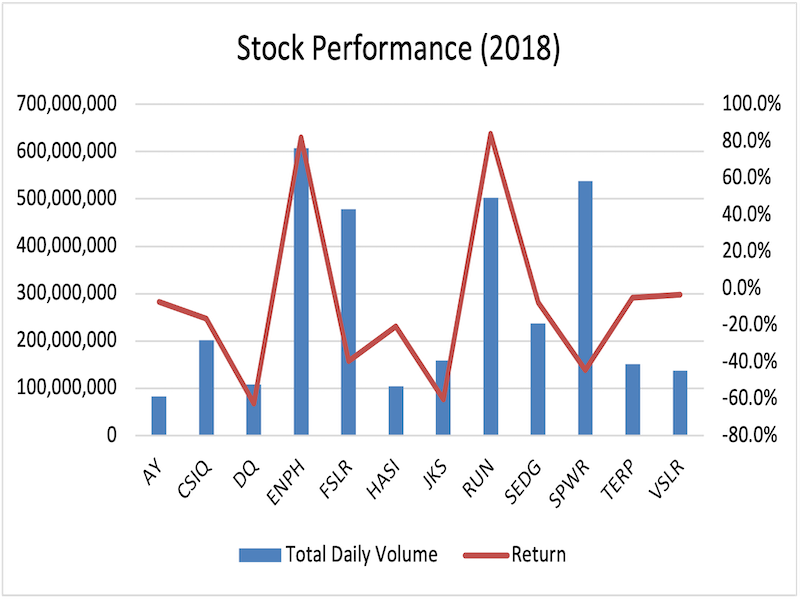 Stock Performance (2018)
700,000,000
600,000,000
500,000,000
400,000,000
300,000,000
200,000,000
100,000,000
0
100.0%
80.0%
60.0%
40.0%
20.0%
0.0%
-20.0%
-40.0%
-60.0%
-80.0%
AY
CSIQ
DQ
ENPH
FSLR
HASI
JKS
RUN
SEDG
SPWR
TERP
VSLR
Total Daily Volume
Return